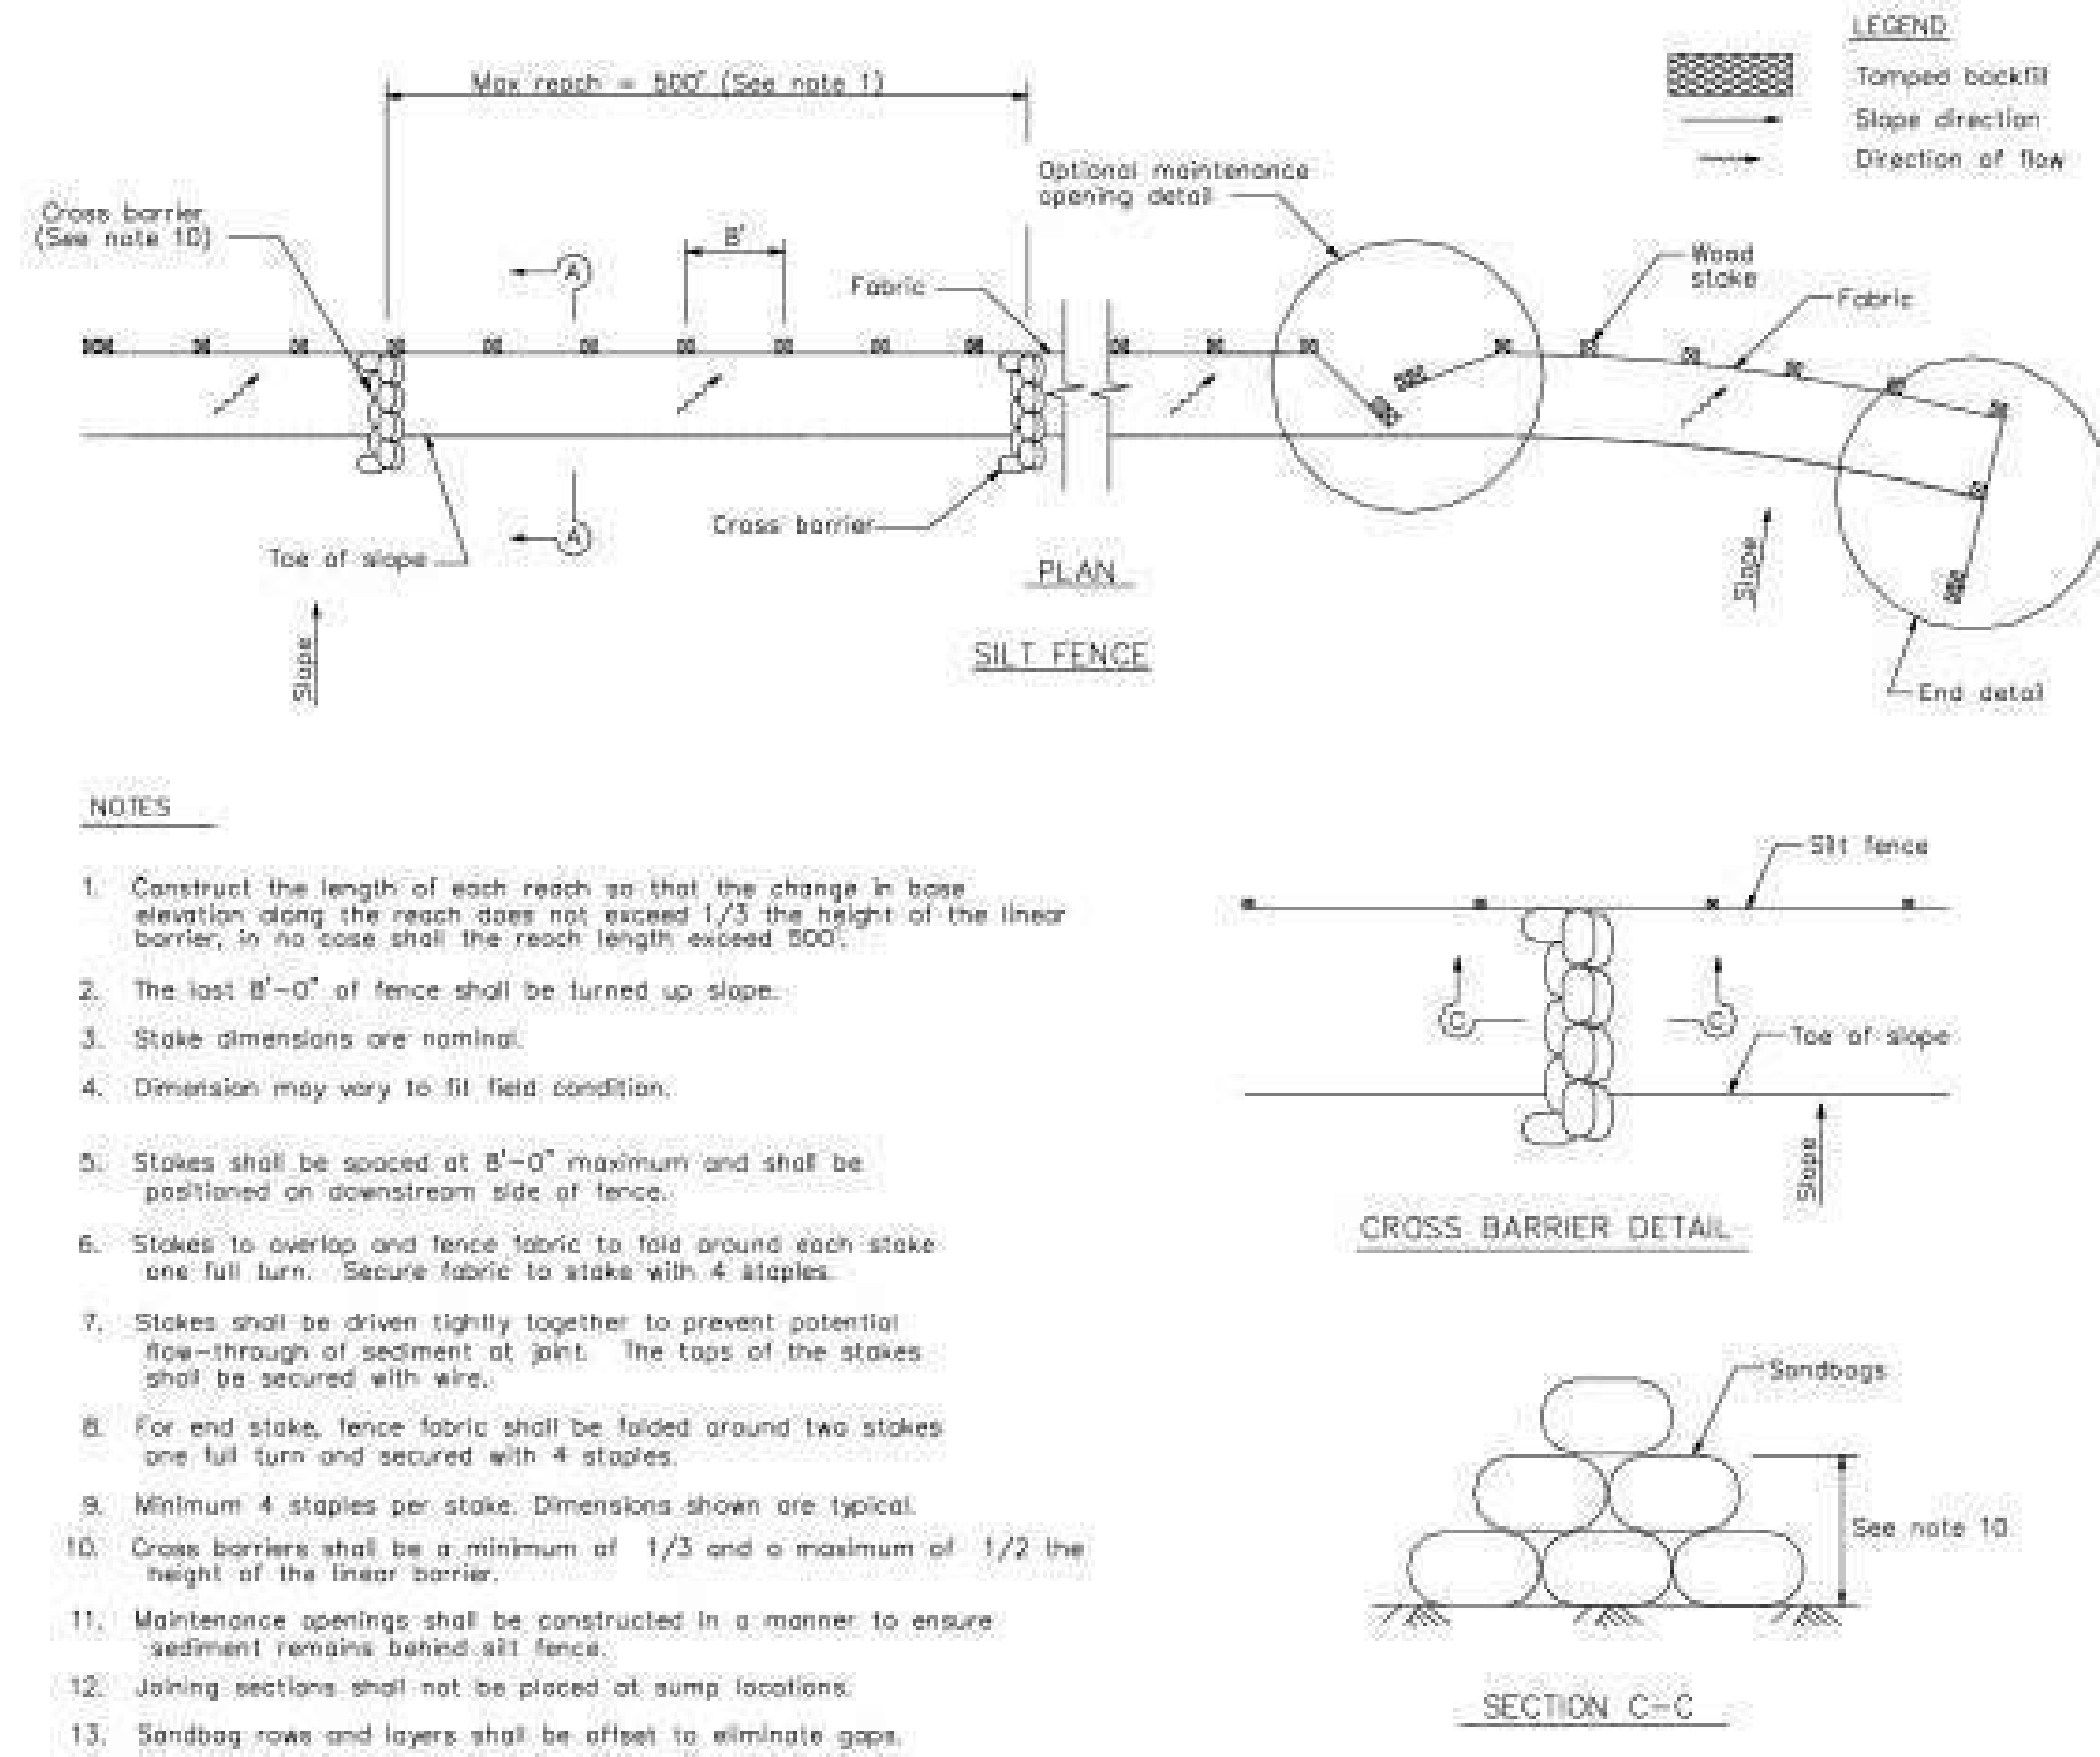 LEGEND
Tamped backfill
Slope direction
Direction of flow
Max reach = 500' (See note 1)
Optional maintenance
opening detail
Cross barrier
(See note 10)
8'
A
Fabric
Wood
stake
Fabric
Cross barrier
A
Toe of slope
PLAN
Slope
Slope
SILT FENCE
End detail
NOTES
1. Construct the length of each reach so that the change in base
elevation along the reach does not exceed 1/3 the height of the linear
barrier, in no case shall the reach length exceed 500'.
2. The last 8'-0" of fence shall be turned up slope.
3. Stake dimensions are nominal.
4. Dimension may vary to fit field condition.
5. Stakes shall be spaced at 8'-0" maximum and shall be
positioned on downstream side of fence.
6. Stakes to overlap and fence fabric to fold around each stake
one full turn. Secure fabric to stake with 4 staples.
7. Stakes shall be driven tightly together to prevent potential
flow-through of sediment at joint. The tops of the stakes
shall be secured with wire.
8. For end stake, fence fabric shall be folded around two stakes
one full turn and secured with 4 staples.
9. Minimum 4 staples per stake. Dimensions shown are typical.
10. Cross barriers shall be a minimum of 1/3 and a maximum of 1/2 the
height of the linear barrier.
11. Maintenance openings shall be constructed in a manner to ensure
sediment remains behind silt fence.
12. Joining sections shall not be placed at sump locations.
13. Sandbag rows and layers shall be offset to eliminate gaps.
Silt fence
C
C
Toe of slope
Slope
CROSS BARRIER DETAIL
Sandbags
See note 10
SECTION C-C